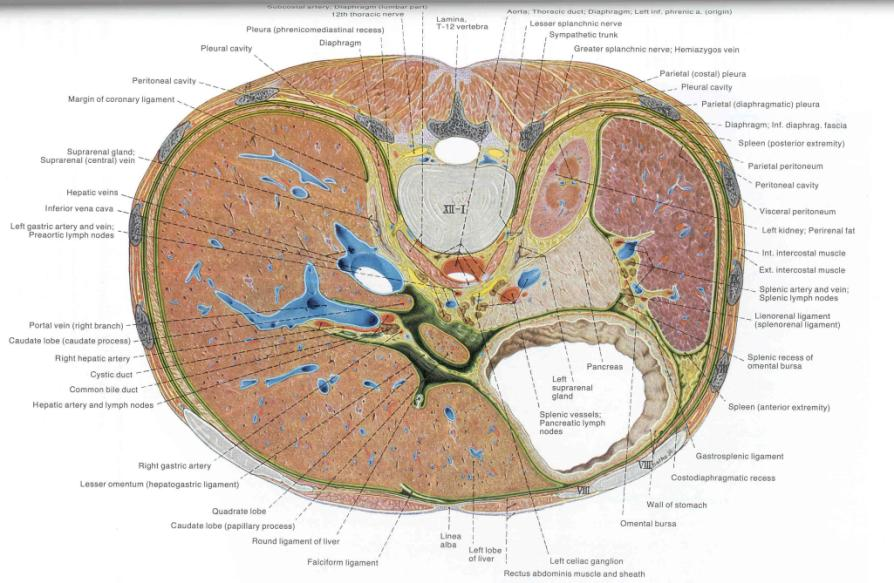 Subcostal artery; Diaphragm (lumbar part)
12th thoracic nerve
Pleura (phrenicomediastinal recess)
Diaphragm
Pleural cavity
Peritoneal cavity
Margin of coronary ligament
Suprarenal gland;
Suprarenal (central) vein
Hepatic veins
Inferior vena cava
Left gastric artery and vein;
Preaortic lymph nodes
Portal vein (right branch)
Caudate lobe (caudate process)
Right hepatic artery
Cystic duct
Common bile duct
Hepatic artery and lymph nodes
Right gastric artery
Lesser omentum (hepatogastric ligament)
Quadrate lobe
Caudate lobe (papillary process)
Round ligament of liver
Falciform ligament
Lamina,
T-12 vertebra
Aorta; Thoracic duct; Diaphragm; Left inf. phrenic a. (origin)
Lesser splanchnic nerve
Sympathetic trunk
Greater splanchnic nerve; Hemiazygos vein
Parietal (costal) pleura
Pleural cavity
Parietal (diaphragmatic) pleura
Diaphragm; Inf. diaphrag. fascia
Spleen (posterior extremity)
Parietal peritoneum
Peritoneal cavity
Visceral peritoneum
Left kidney; Perirenal fat
Int. intercostal muscle
Ext. intercostal muscle
Splenic artery and vein;
Splenic lymph nodes
Lienorenal ligament
(splenorenal ligament)
Splenic recess of
omental bursa
Spleen (anterior extremity)
Gastrosplenic ligament
Costodiaphragmatic recess
Wall of stomach
Omental bursa
XII-I
Pancreas
Left
suprarenal
gland
Splenic vessels;
Pancreatic lymph
nodes
VIII
VIII
Linea
alba
Left lobe
of liver
Left celiac ganglion
Rectus abdominis muscle and sheath